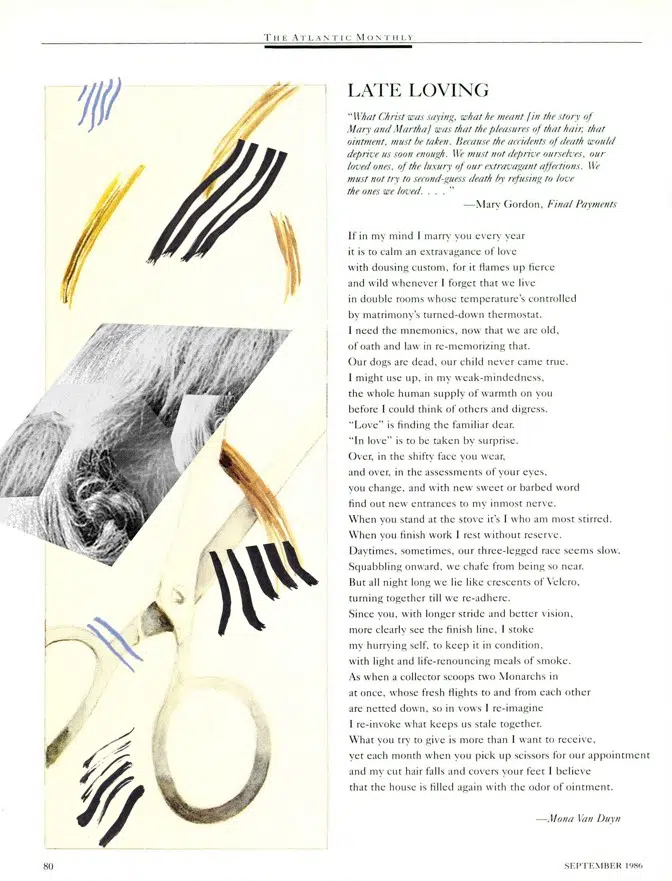 THE ATLANTIC MONTHLY
LATE LOVING
"What Christ was saying, what he meant [in the story of
Mary and Martha] was that the pleasures of that hair, that
ointment, must be taken. Because the accidents of death would
deprive us soon enough. We must not deprive ourselves, our
loved ones, of the luxury of our extravagant affections. We
must not try to second-guess death by refusing to love
the ones we loved. . . ."
—Mary Gordon, Final Payments
If in my mind I marry you every year
it is to calm an extravagance of love
with dousing custom, for it flames up fierce
and wild whenever I forget that we live
in double rooms whose temperature's controlled
by matrimony's turned-down thermostat.
I need the mnemonics, now that we are old,
of oath and law in re-memorizing that.
Our dogs are dead, our child never came true.
I might use up, in my weak-mindedness,
the whole human supply of warmth on you
before I could think of others and digress.
"Love" is finding the familiar dear.
"In love" is to be taken by surprise.
Over, in the shifty face you wear,
and over, in the assessments of your eyes,
you change, and with new sweet or barbed word
find out new entrances to my inmost nerve.
When you stand at the stove it's I who am most stirred.
When you finish work I rest without reserve.
Daytimes, sometimes, our three-legged race seems slow.
Squabbling onward, we chafe from being so near.
But all night long we lie like crescents of Velcro,
turning together till we re-adhere.
Since you, with longer stride and better vision,
more clearly see the finish line, I stoke
my hurrying self, to keep it in condition,
with light and life-renouncing meals of smoke.
As when a collector scoops two Monarchs in
at once, whose fresh flights to and from each other
are netted down, so in vows I re-imagine
I re-invoke what keeps us stale together.
What you try to give is more than I want to receive,
yet each month when you pick up scissors for our appointment
and my cut hair falls and covers your feet I believe
that the house is filled again with the odor of ointment.
—Mona Van Duyn
80
SEPTEMBER 1986